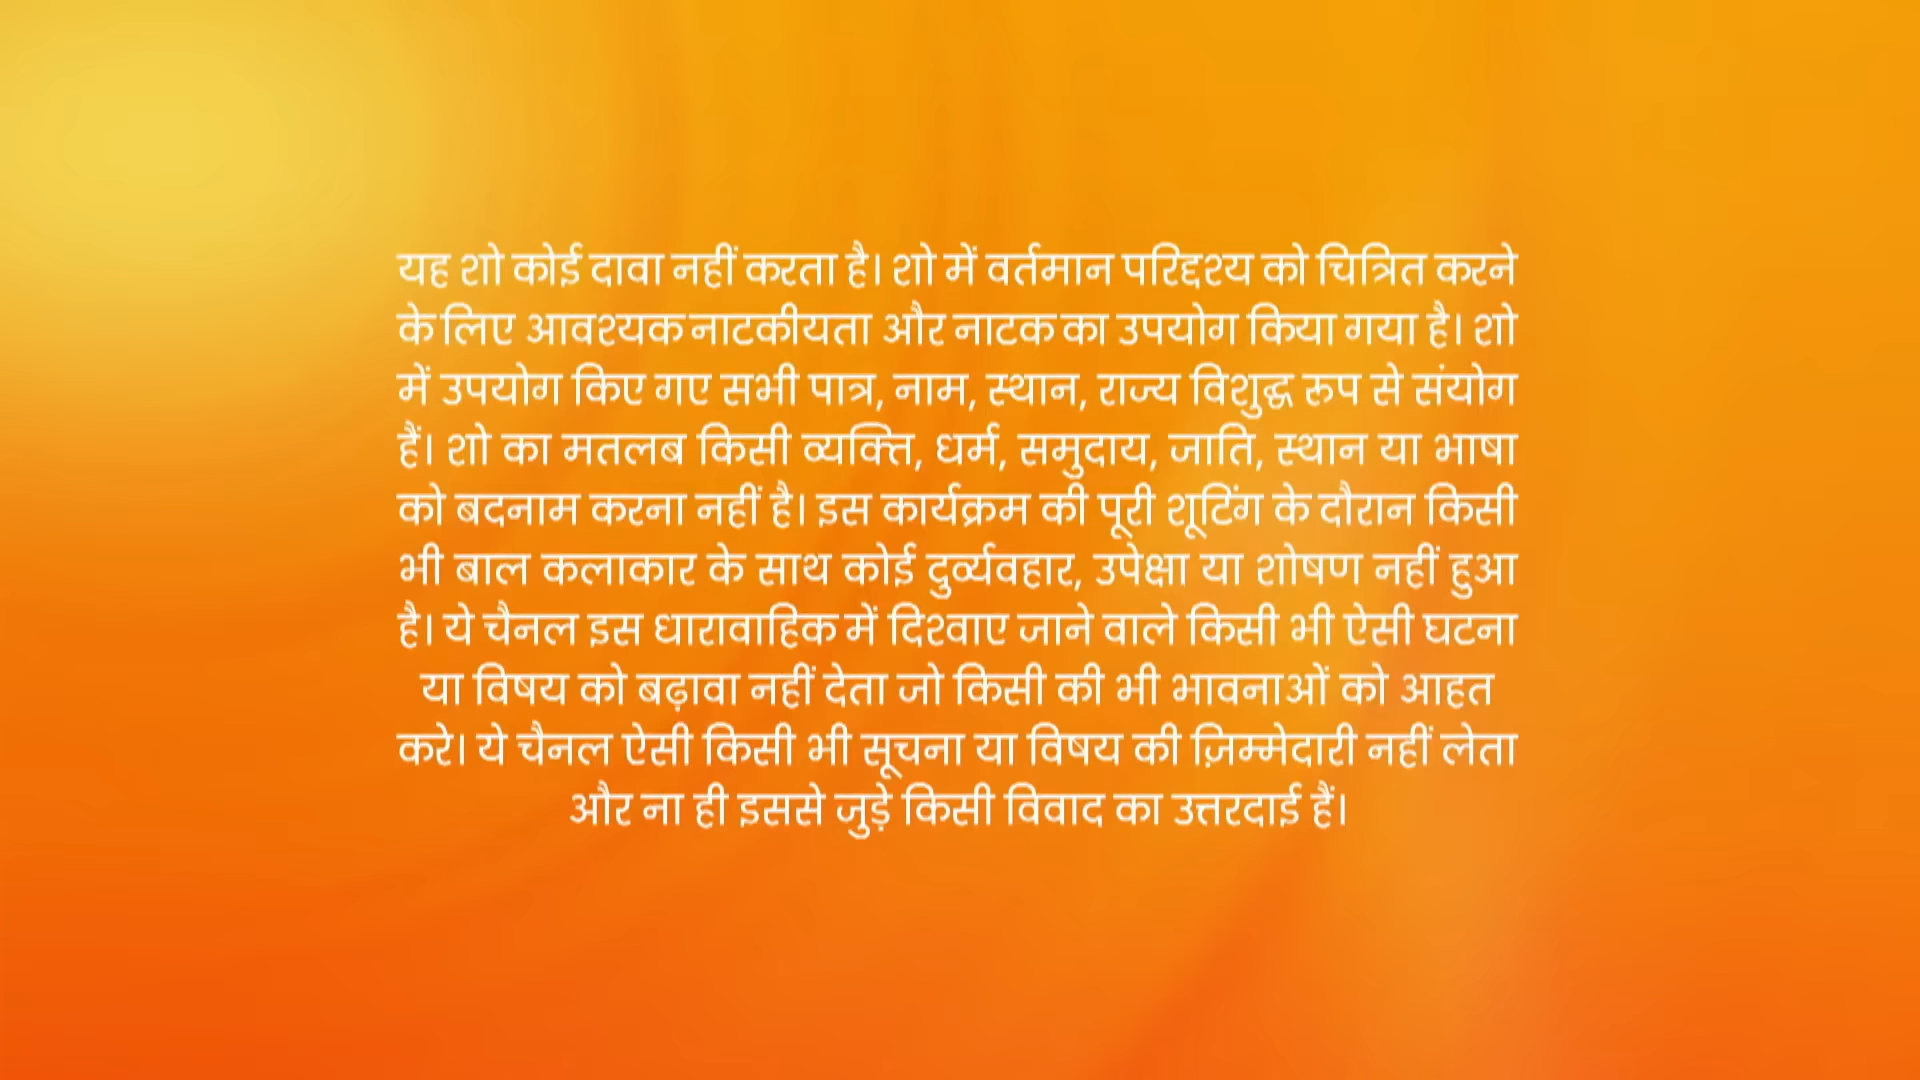 यह शो कोई दावा नहीं करता है। शो में वर्तमान परिद्दश्य को चित्रित करने
के लिए आवश्यक नाटकीयता और नाटक का उपयोग किया गया है। शो
में उपयोग किए गए सभी पात्र, नाम, स्थान, राज्य विशुद्ध रुप से संयोग
हैं। शो का मतलब किसी व्यक्ति, धर्म, समुदाय, जाति, स्थान या भाषा
को बदनाम करना नहीं है। इस कार्यक्रम की पूरी शूटिंग के दौरान किसी
भी बाल कलाकार के साथ कोई दुर्व्यवहार, उपेक्षा या शोषण नहीं हुआ
है। ये चैनल इस धारावाहिक में दिश्वाए जाने वाले किसी भी ऐसी घटना
या विषय को बढ़ावा नहीं देता जो किसी की भी भावनाओं को आहत
करे। ये चैनल ऐसी किसी भी सूचना या विषय की ज़िम्मेदारी नहीं लेता
और ना ही इससे जुड़े किसी विवाद का उत्तरदाई हैं।